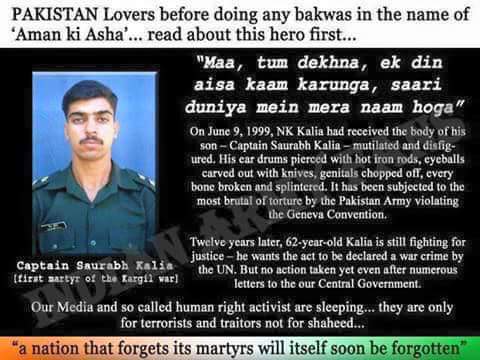 PAKISTAN Lovers before doing any bakwas in the name of
‘Aman ki Asha’... read about this hero first...
"Maa, tum dekhna, ek din
aisa kaam karunga, saari
duniya mein mera naam hoga”
On June 9, 1999, NK Kalia had received the body of his
son – Captain Saurabh Kalia – mutilated and disfig-
ured. His ear drums pierced with hot iron rods, eyeballs
carved out with knives, genitals chopped off, every
bone broken and splintered. It has been subjected to the
most brutal of torture by the Pakistan Army violating
the Geneva Convention.
Twelve years later, 62-year-old Kalia is still fighting for
justice – he wants the act to be declared a war crime by
the UN. But no action taken yet even after numerous
letters to the our Central Government.
Captain Saurabh Kalia
[first martyr of the Kargil war]
Our Media and so called human right activist are sleeping... they are only
for terrorists and traitors not for shaheed...
“a nation that forgets its martyrs will itself soon be forgotten”